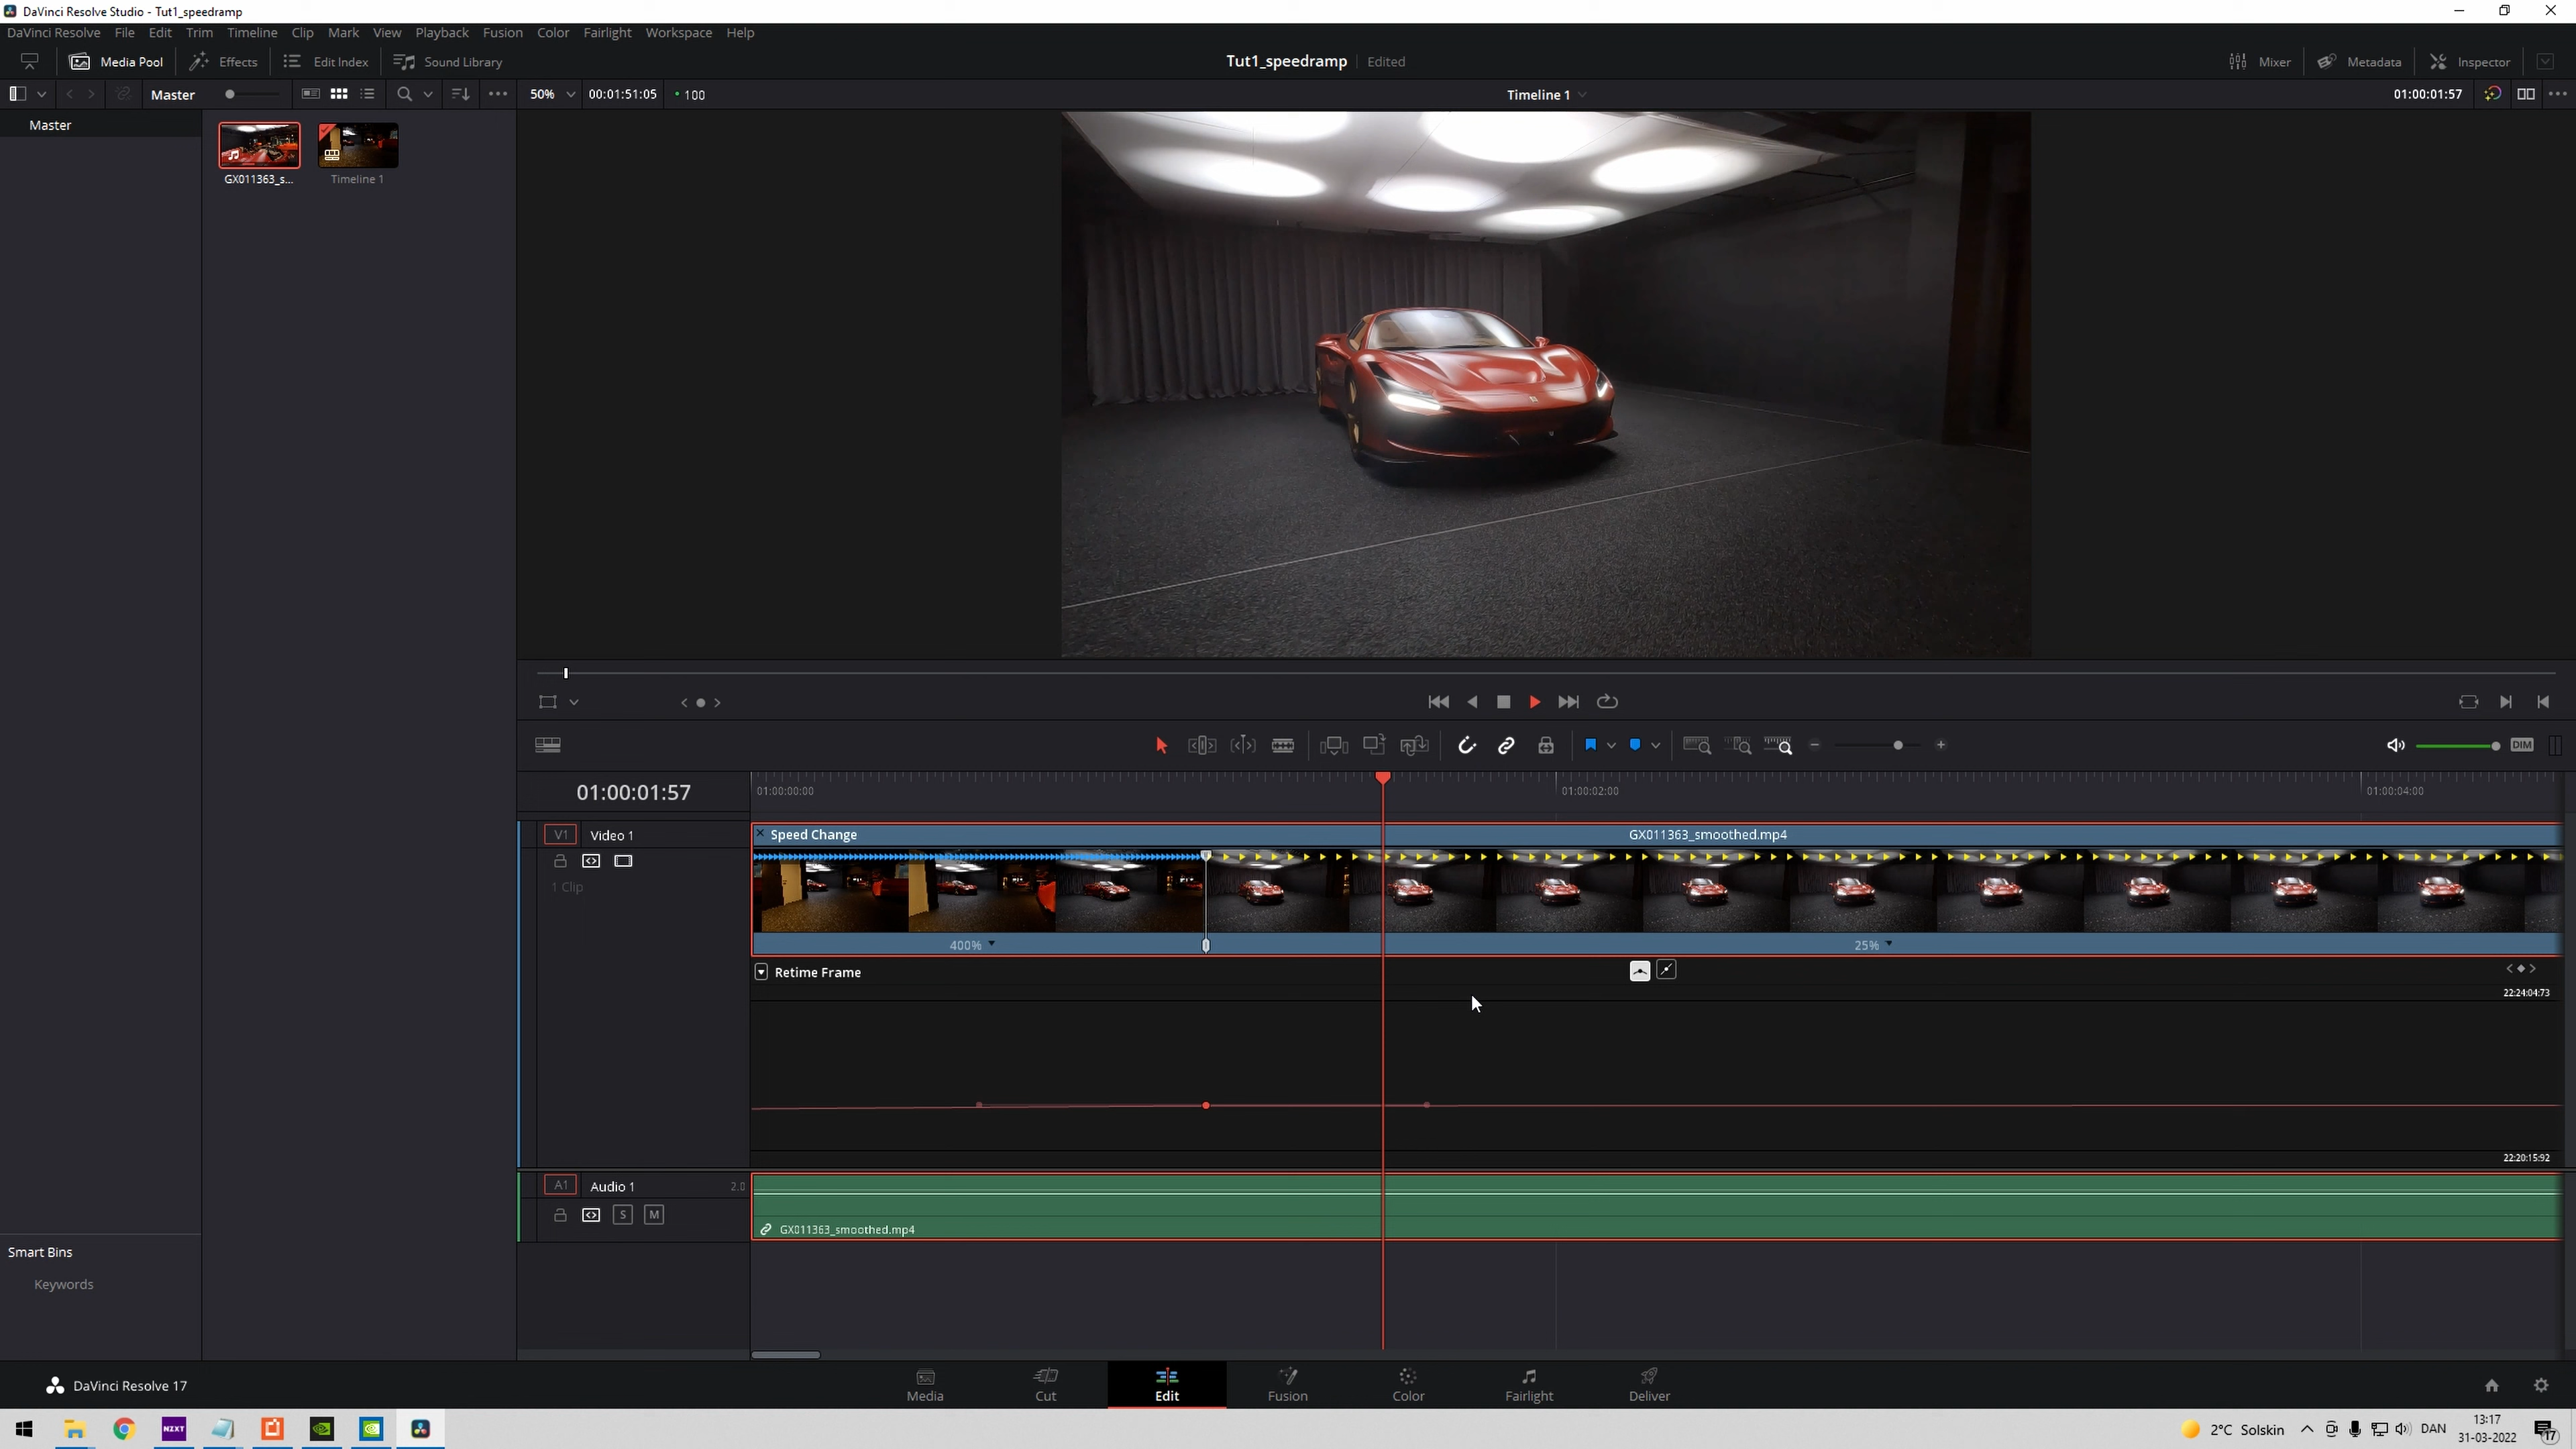 DaVinci Resolve Studio - Tut1_speedramp
DaVinci Resolve File Edit Trim Timeline Clip Mark View Playback Fusion Color Fairlight Workspace Help
Media Pool Effects Edit Index Sound Library Tut1_speedramp Edited Mixer Metadata Inspector
Master 50% 00:01:51:05 100 Timeline 1 01:00:01:57
Master
GX011363_s... Timeline 1
DIM
01:00:01:57 01:00:00:00 01:00:02:00 01:00:04:00
V1 Video 1 Speed Change GX011363_smoothed.mp4
1 Clip
400% 25%
Retime Frame
22:24:04:73
22:20:15:92
A1 Audio 1 2.0
S M
GX011363_smoothed.mp4
Smart Bins
Keywords
DaVinci Resolve 17
Media Cut Edit Fusion Color Fairlight Deliver
NZXT 2°C Solskin DAN 13:17
31-03-2022
17